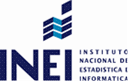 INEI
INSTITUTO
NACIONAL DE
ESTADISTICA E
INFORMATICA